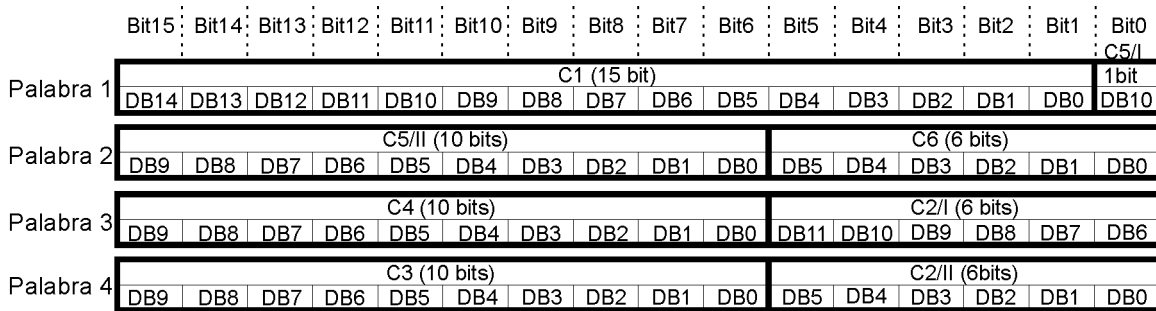 Bit15 Bit14 Bit13 Bit12 Bit11 Bit10 Bit9 Bit8 Bit7 Bit6 Bit5 Bit4 Bit3 Bit2 Bit1 Bit0
C5/I
Palabra 1 C1 (15 bit) 1bit
DB14 DB13 DB12 DB11 DB10 DB9 DB8 DB7 DB6 DB5 DB4 DB3 DB2 DB1 DB0 DB10
Palabra 2 C5/II (10 bits) C6 (6 bits)
DB9 DB8 DB7 DB6 DB5 DB4 DB3 DB2 DB1 DB0 DB5 DB4 DB3 DB2 DB1 DB0
Palabra 3 C4 (10 bits) C2/I (6 bits)
DB9 DB8 DB7 DB6 DB5 DB4 DB3 DB2 DB1 DB0 DB11 DB10 DB9 DB8 DB7 DB6
Palabra 4 C3 (10 bits) C2/II (6bits)
DB9 DB8 DB7 DB6 DB5 DB4 DB3 DB2 DB1 DB0 DB5 DB4 DB3 DB2 DB1 DB0